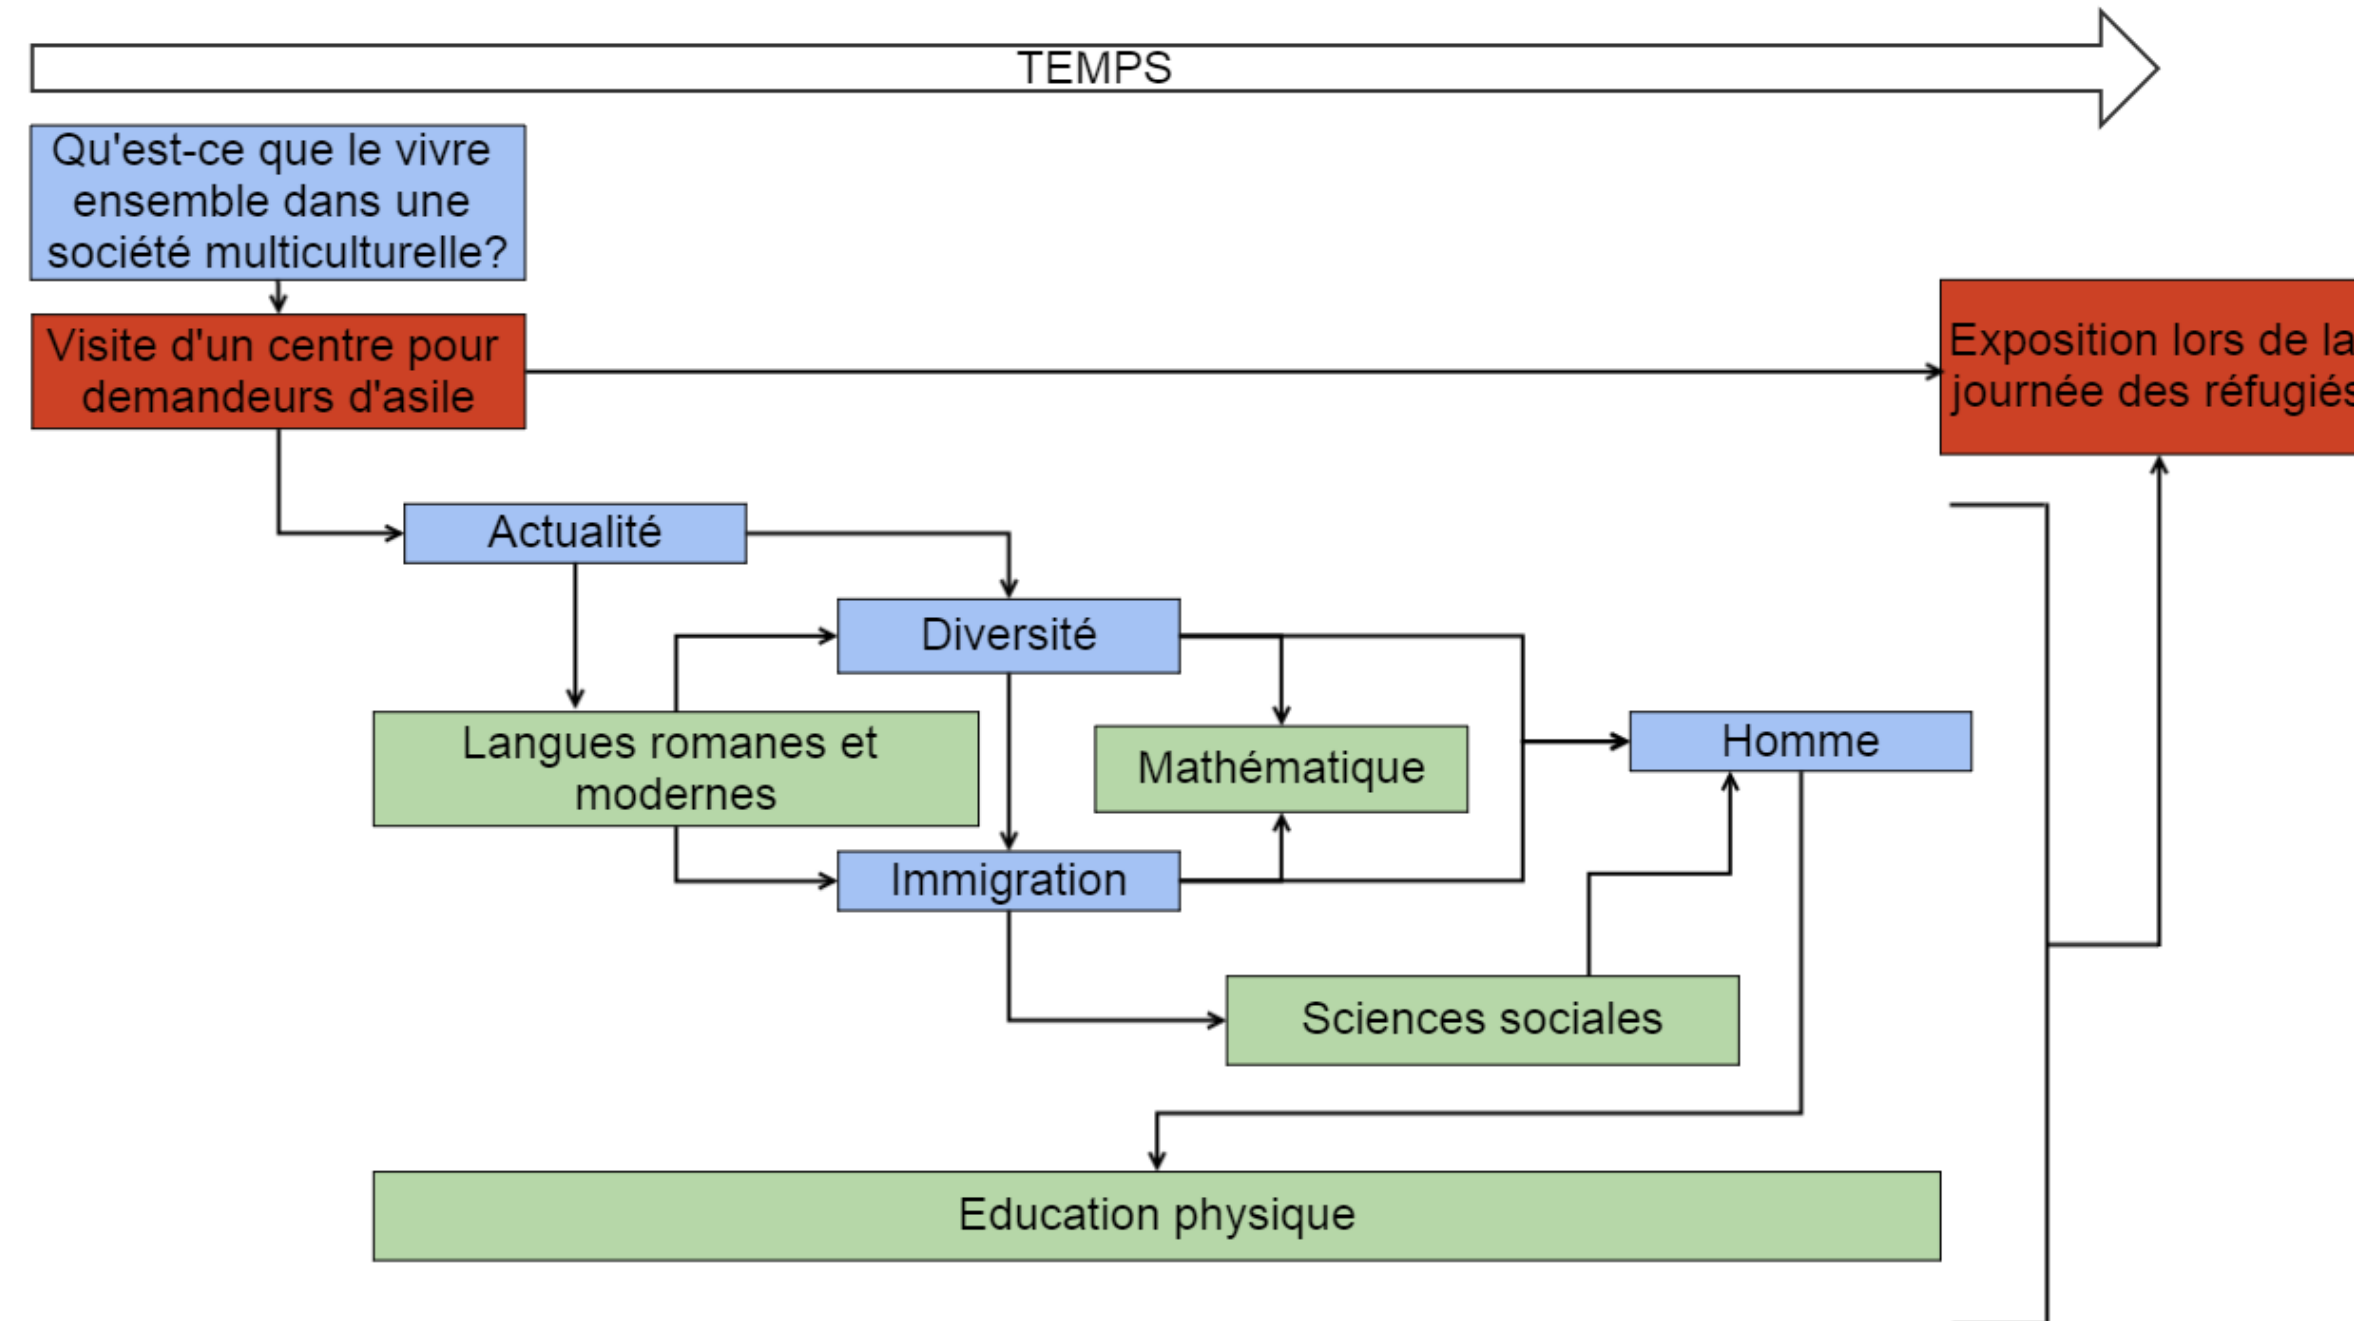 TEMPS
Qu'est-ce que le vivre
ensemble dans une
société multiculturelle?
Visite d'un centre pour
demandeurs d'asile
Exposition lors de la
journée des réfugiés
Actualité
Diversité
Langues romanes et
modernes
Mathématique
Homme
Immigration
Sciences sociales
Education physique